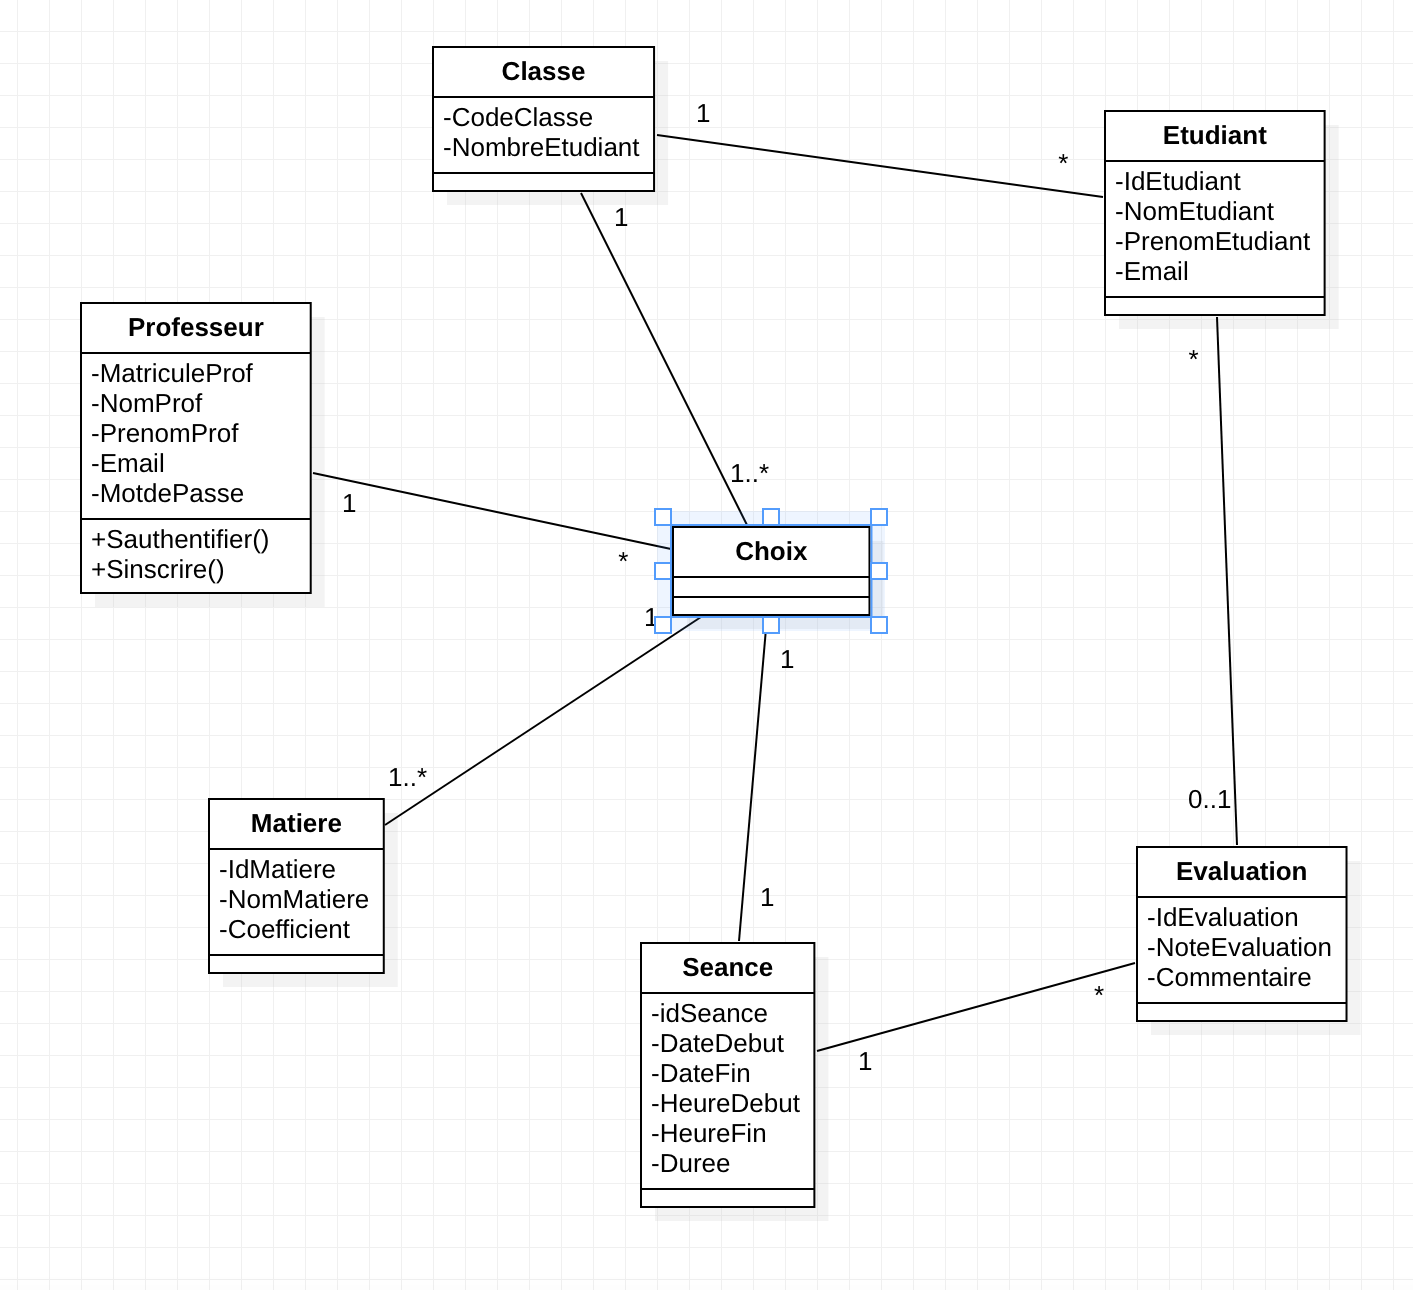 Classe
-CodeClasse
-NombreEtudiant
1
*
Etudiant
-IdEtudiant
-NomEtudiant
-PrenomEtudiant
-Email
1
Professeur
-MatriculeProf
-NomProf
-PrenomProf
-Email
-MotdePasse
+Sauthentifier()
+Sinscrire()
1
*
1..*
Choix
*
1
1
1..*
Matiere
-IdMatiere
-NomMatiere
-Coefficient
0..1
Evaluation
-IdEvaluation
-NoteEvaluation
-Commentaire
1
Seance
-idSeance
-DateDebut
-DateFin
-HeureDebut
-HeureFin
-Duree
*
1